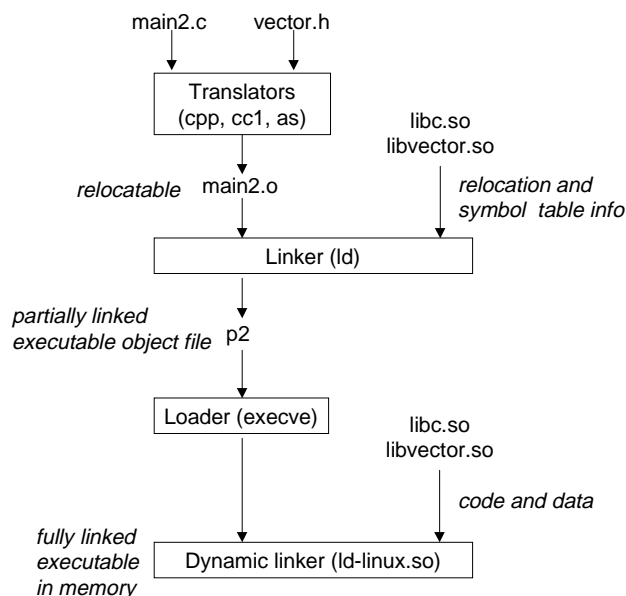 main2.c vector.h
Translators
(cpp, cc1, as)
libc.so
libvector.so
relocatable main2.o
relocation and
symbol table info
Linker (ld)
partially linked
executable object file
p2
Loader (execve)
libc.so
libvector.so
code and data
fully linked
executable
in memory
Dynamic linker (ld-linux.so)